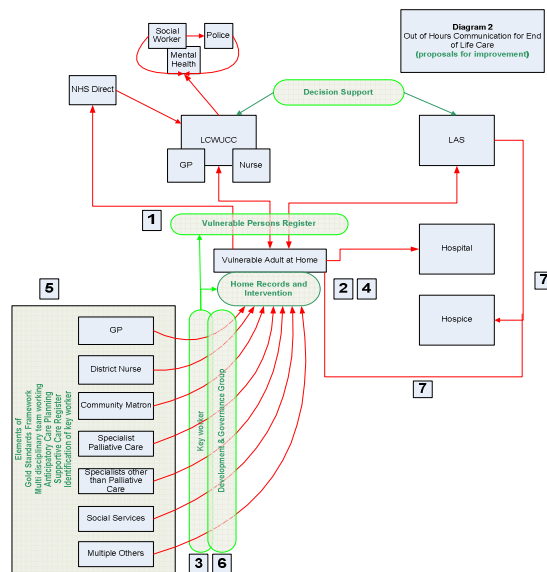 Diagram 2
Out of Hours Communication for End
of Life Care
(proposals for improvement)
Social
Worker
Police
Mental
Health
NHS Direct
Decision Support
LCWUCC
GP
Nurse
LAS
1
Vulnerable Persons Register
Vulnerable Adult at Home
Home Records and
Intervention
2
4
Hospital
Hospice
7
7
5
Elements of
Gold Standards Framework
Multi disciplinary team working
Anticipatory Care Planning
Supportive Care Register
Identification of key worker
GP
District Nurse
Community Matron
Specialist
Palliative Care
Specialists other
than Palliative
Care
Social Services
Multiple Others
Key worker
Development & Governance Group
3
6